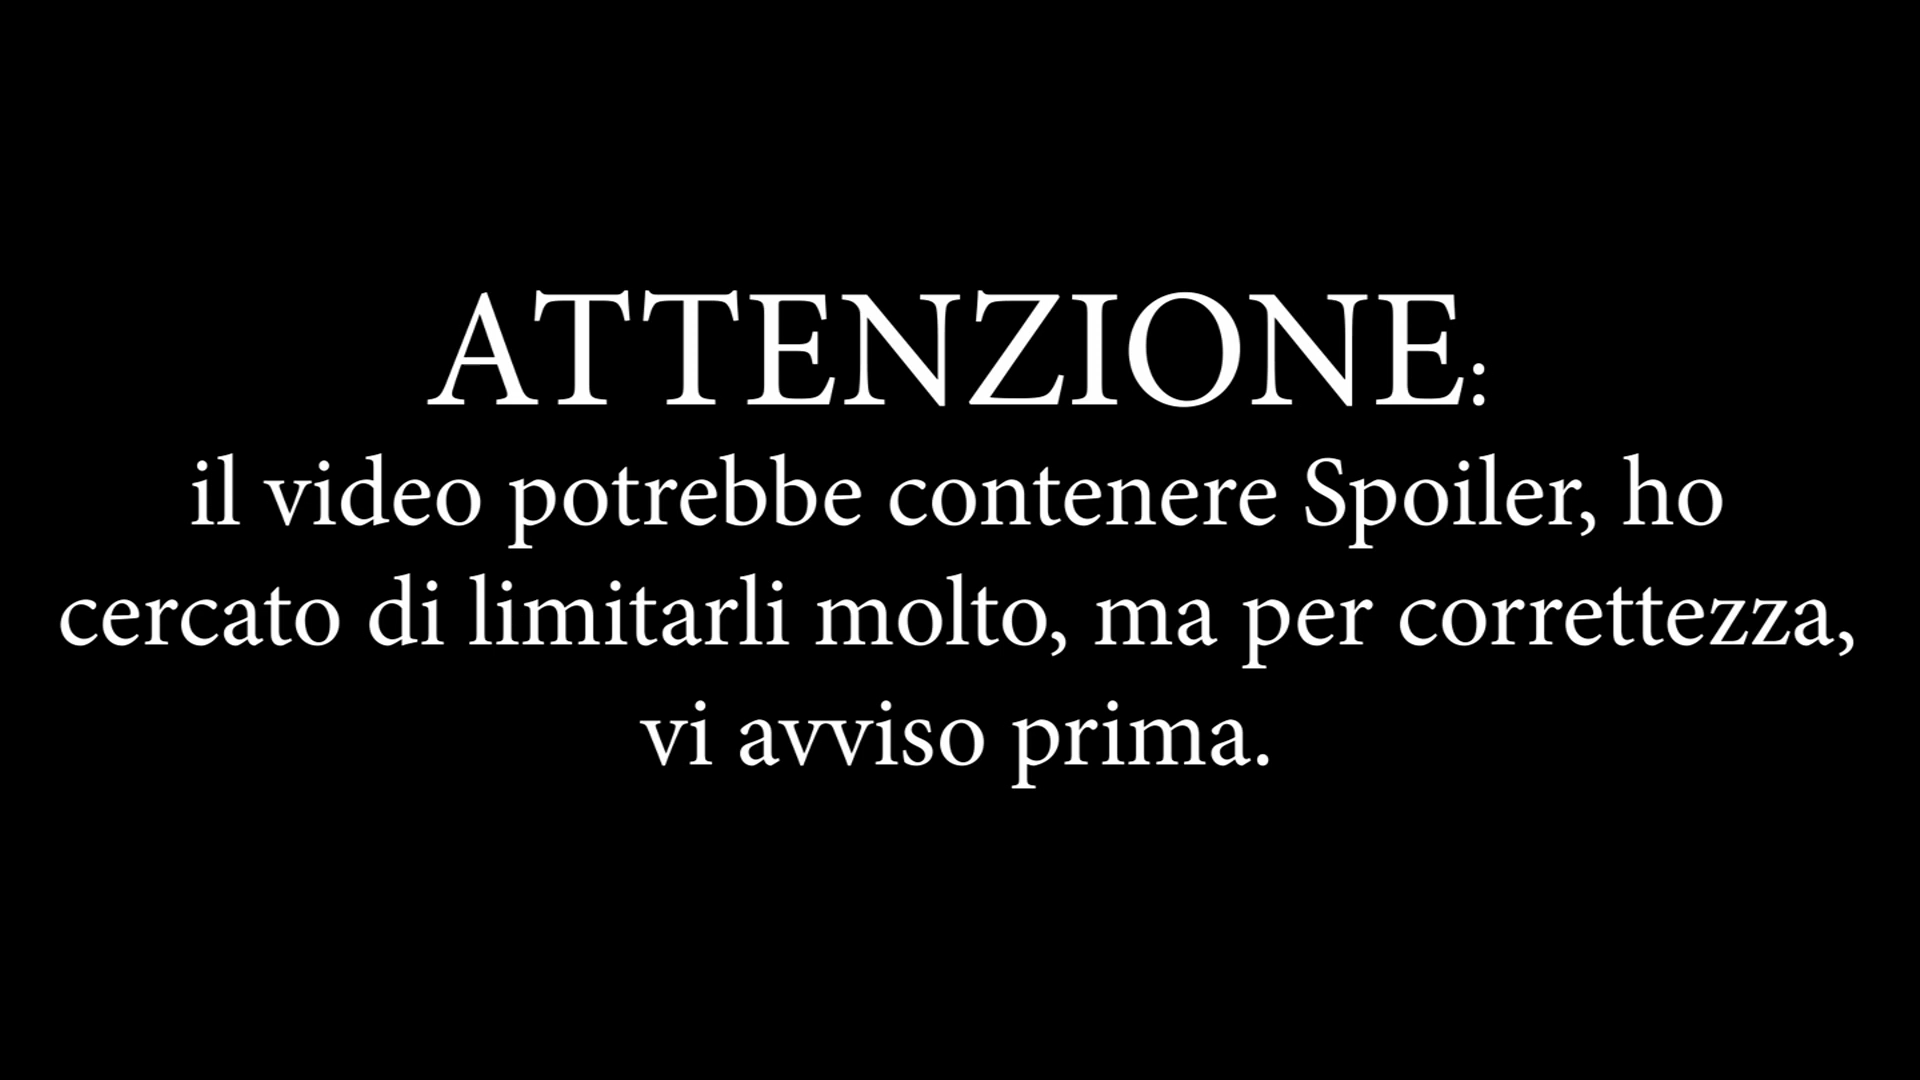 ATTENZIONE:
il video potrebbe contenere Spoiler, ho
cercato di limitarli molto, ma per correttezza,
vi avviso prima.